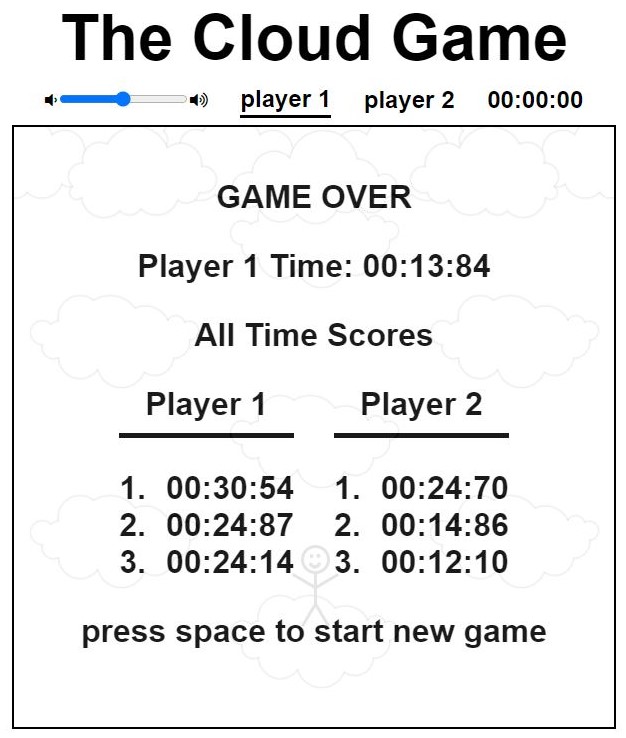 The Cloud Game
player 1 player 2 00:00:00
GAME OVER
Player 1 Time: 00:13:84
All Time Scores
Player 1 Player 2
1. 00:30:54 1. 00:24:70
2. 00:24:87 2. 00:14:86
3. 00:24:14 3. 00:12:10
press space to start new game